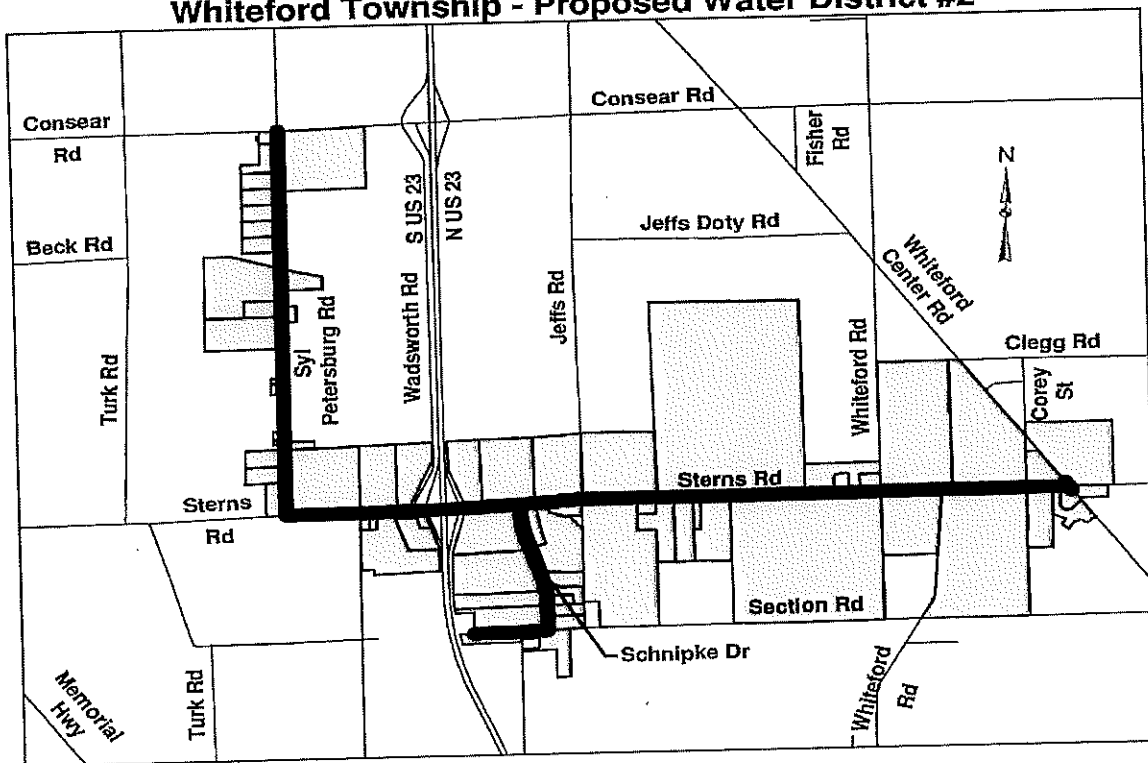 Whiteford Township - Proposed Water District #2
Consear Rd
Consear
Rd
Fisher
Rd
N
S US 23
N US 23
Jeffs Doty Rd
Beck Rd
Whiteford
Center Rd
Wadsworth Rd
Jeffs Rd
Syl
Petersburg Rd
Turk Rd
Whiteford Rd
Clegg Rd
Corey
St
Sterns Rd
Sterns
Rd
Section Rd
Schnipke Dr
Memorial
Hwy
Turk Rd
Whiteford
Rd